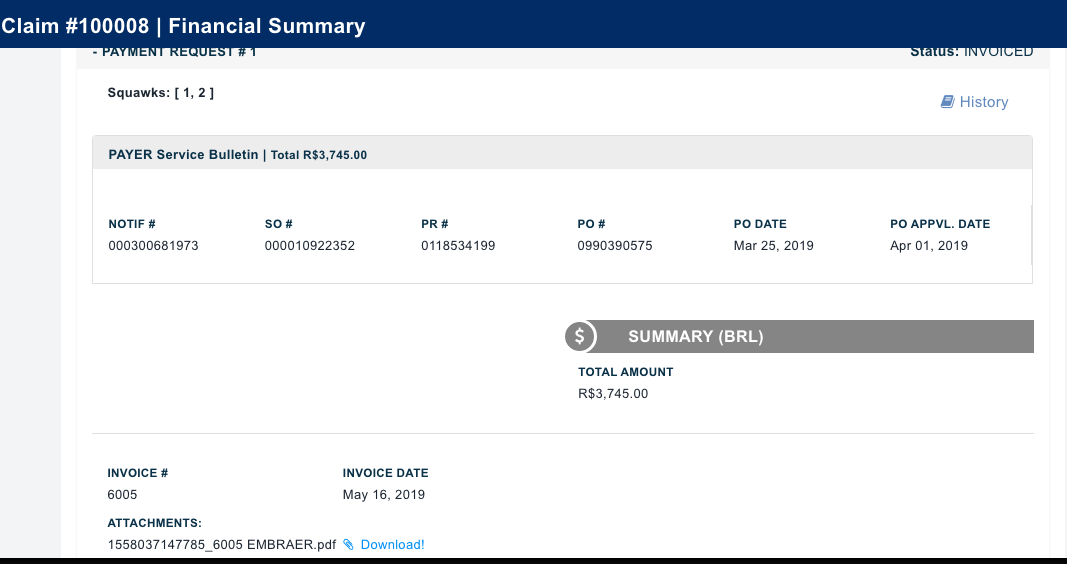 Claim #100008 | Financial Summary
- PAYMENT REQUEST # 1 Status: INVOICED
Squawks: [ 1, 2 ]
History
PAYER Service Bulletin | Total R$3,745.00
NOTIF # SO # PR # PO # PO DATE PO APPVL. DATE
000300681973 000010922352 0118534199 0990390575 Mar 25, 2019 Apr 01, 2019
$ SUMMARY (BRL)
TOTAL AMOUNT
R$3,745.00
INVOICE # INVOICE DATE
6005 May 16, 2019
ATTACHMENTS:
1558037147785_6005 EMBRAER.pdf Download!